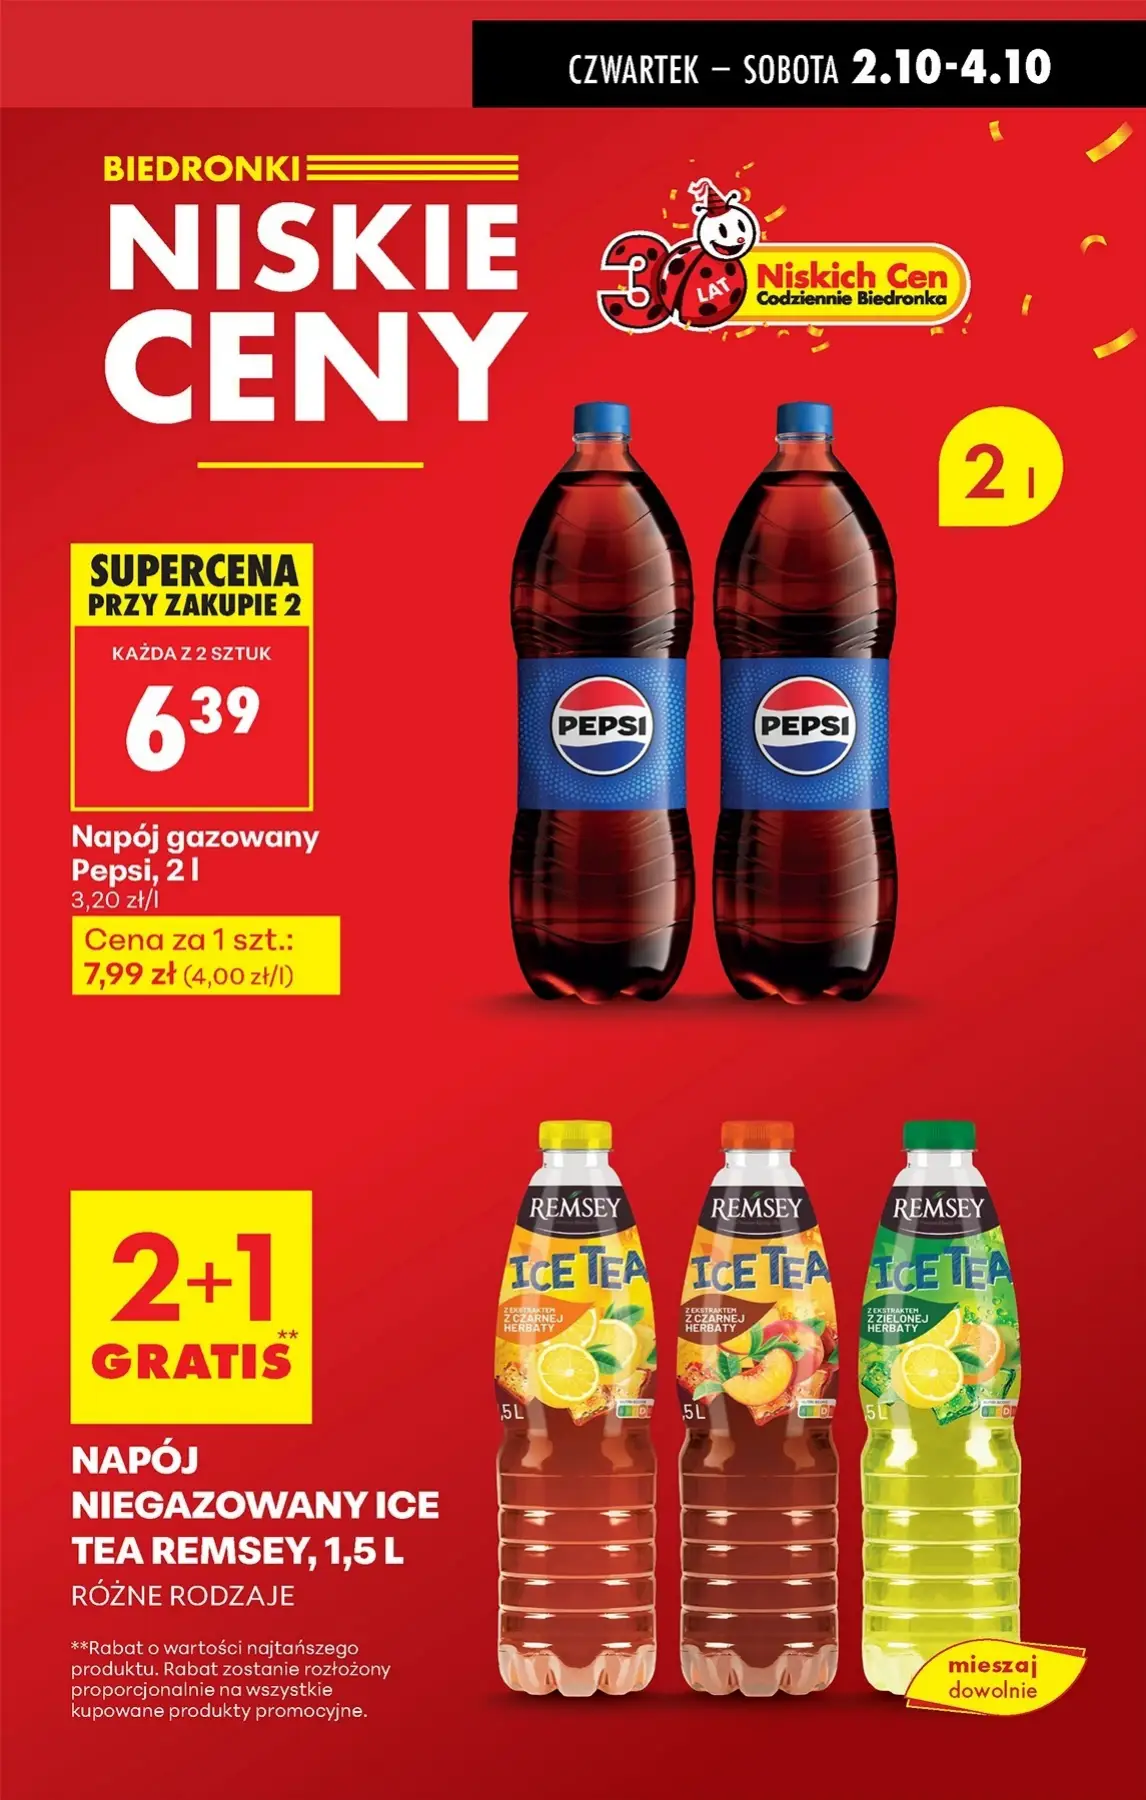 CZWARTEK – SOBOTA 2.10-4.10
BIEDRONKI
NISKIE
CENY
30 LAT
Niskich Cen
Codziennie Biedronka
2 l
SUPERCENA
PRZY ZAKUPIE 2
KAŻDA Z 2 SZTUK
6 39
PEPSI
PEPSI
Napój gazowany
Pepsi, 2 l
3,20 zł/l
Cena za 1 szt.:
7,99 zł (4,00 zł/l)
2+1
GRATIS**
REMSEY
ICE TEA
Z EKSTRAKTEM
Z CZARNEJ
HERBATY
,5L
REMSEY
ICE TEA
Z EKSTRAKTEM
Z CZARNEJ
HERBATY
,5L
REMSEY
ICE TEA
Z EKSTRAKTEM
Z ZIELONEJ
HERBATY
5L
NAPÓJ
NIEGAZOWANY ICE
TEA REMSEY, 1,5 L
RÓŻNE RODZAJE
**Rabat o wartości najtańszego
produktu. Rabat zostanie rozłożony
proporcjonalnie na wszystkie
kupowane produkty promocyjne.
mieszaj
dowolnie